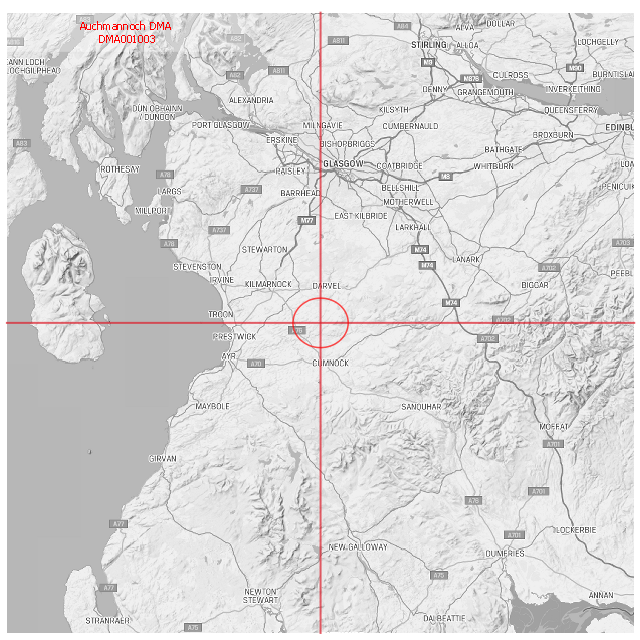 Auchmannoch DMA
DMA001003
ALVA
DOLLAR
A84
A82
A811
STIRLING
ALLOA
LOCHGELLY
LOCH
LOCHGILPHEAD
A82
A811
M9
M876
CULROSS
M90
BURNTISLA
DENNY
GRANGEMOUTH
INVERKEITHING
ALEXANDRIA
DUN OBHAINN
/ DUNOON
KILSYTH
QUEENSFERRY
PORT GLASGOW
MILNGAVIE
CUMBERNAULD
EDINB
ERSKINE
BISHOPBRIGGS
BROXBURN
A83
BATHGATE
ROTHESAY
A78
PAISLEY
GLASGOW
COATBRIDGE
M8
WHITBURN
LARGS
A737
BARRHEAD
BELLSHILL
PENICUIK
MILLPORT
MOTHERWELL
M77
EAST KILBRIDE
A737
LARKHALL
A78
STEWARTON
M74
A703
LANARK
STEVENSTON
M74
A702
PEEBL
IRVINE
KILMARNOCK
DARVEL
BIGGAR
M74
TROON
A702
A76
PRESTWICK
A702
AYR
A70
CUMNOCK
MAYBOLE
SANQUHAR
MOFFAT
A701
GIRVAN
A701
A76
A77
A701
LOCKERBIE
NEW GALLOWAY
DUMFRIES
A75
A77
NEWTON
STEWART
ANNAN
STRANRAER
A75
DALBEATTIE